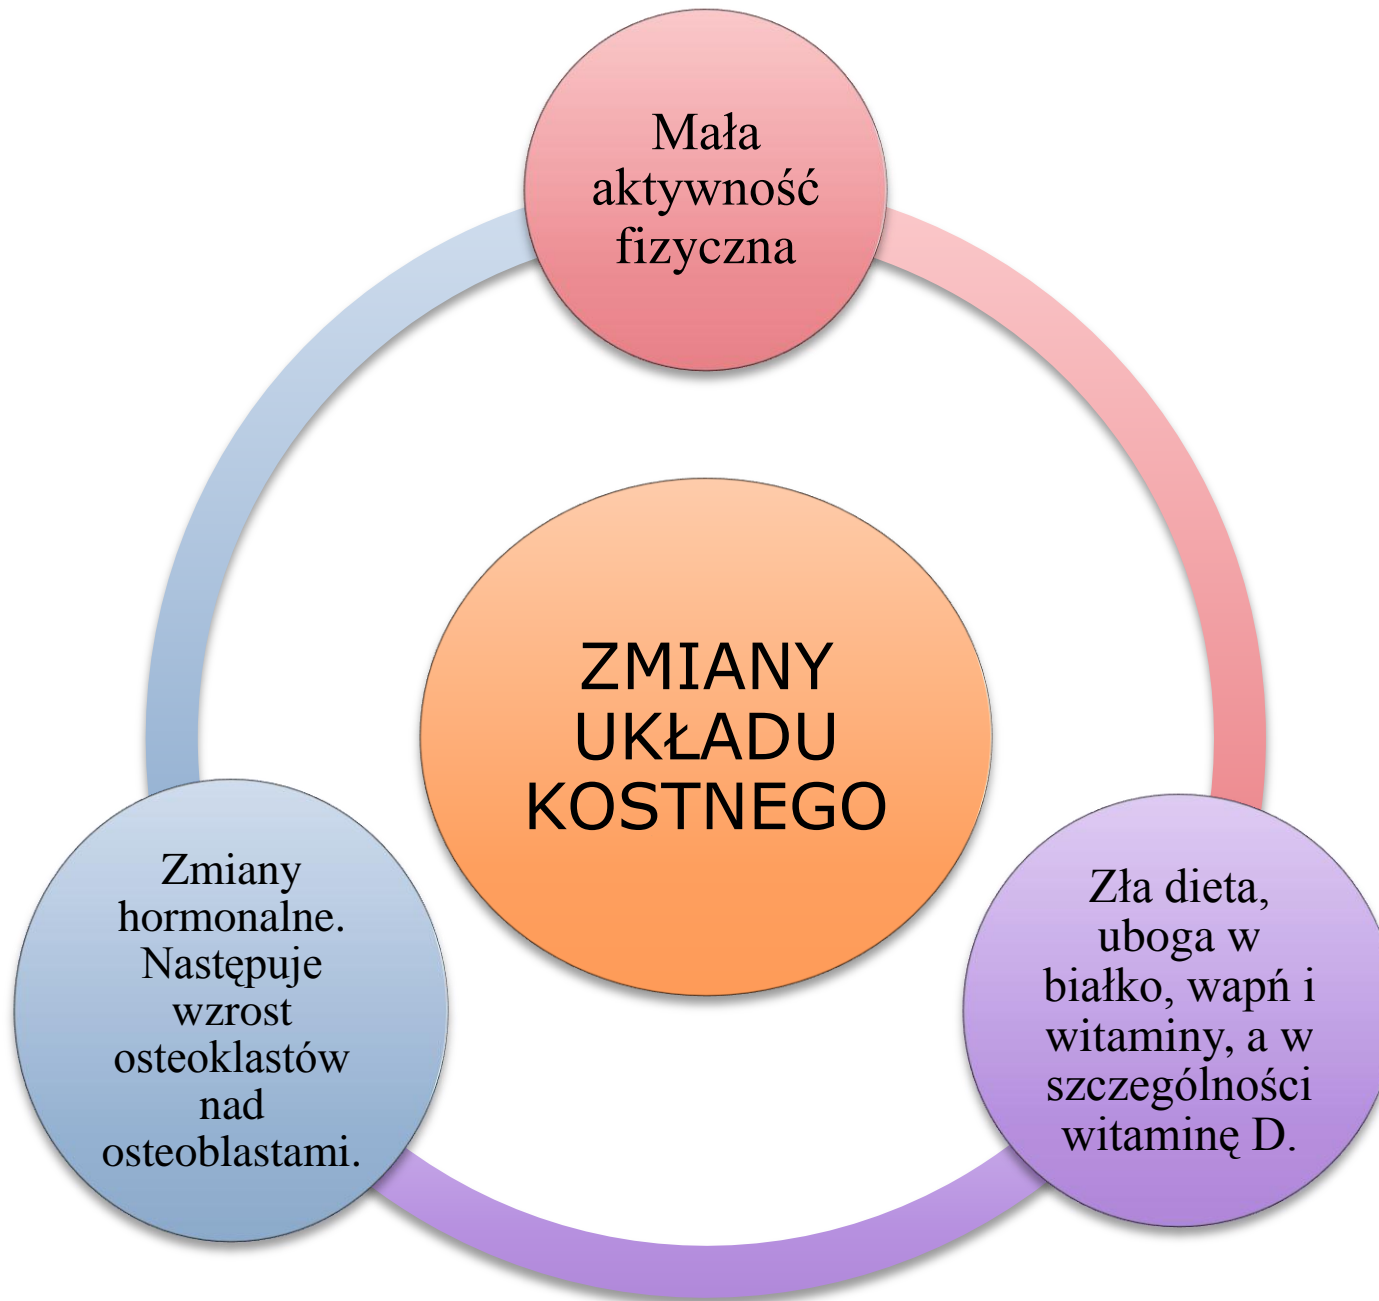 Mała
aktywność
fizyczna
ZMIANY
UKŁADU
KOSTNEGO
Zmiany
hormonalne.
Następuje
wzrost
osteoklastów
nad
osteoblastami.
Zła dieta,
uboga w
białko, wapń i
witaminy, a w
szczególności
witaminę D.